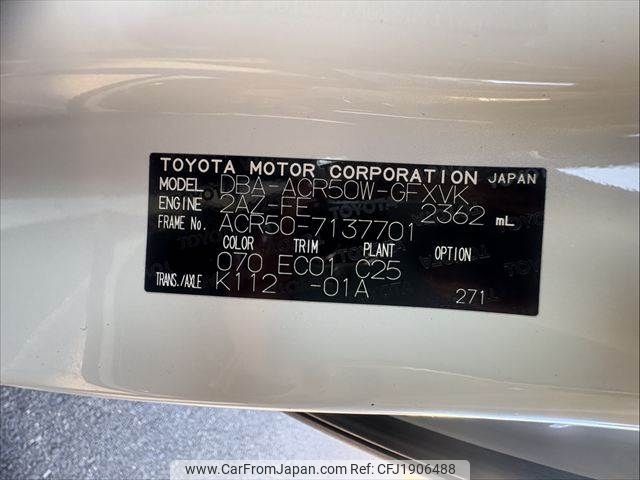 TOYOTA MOTOR CORPORATION JAPAN
MODEL DBA-ACR50W-GFXVK
ENGINE 2AZ-FE 2362 mL
FRAME No. ACR50-7137701
COLOR TRIM PLANT OPTION
070 EC01 C25
TRANS./AXLE K112 -01A 271
www.CarFromJapan.com - CFJ1906488